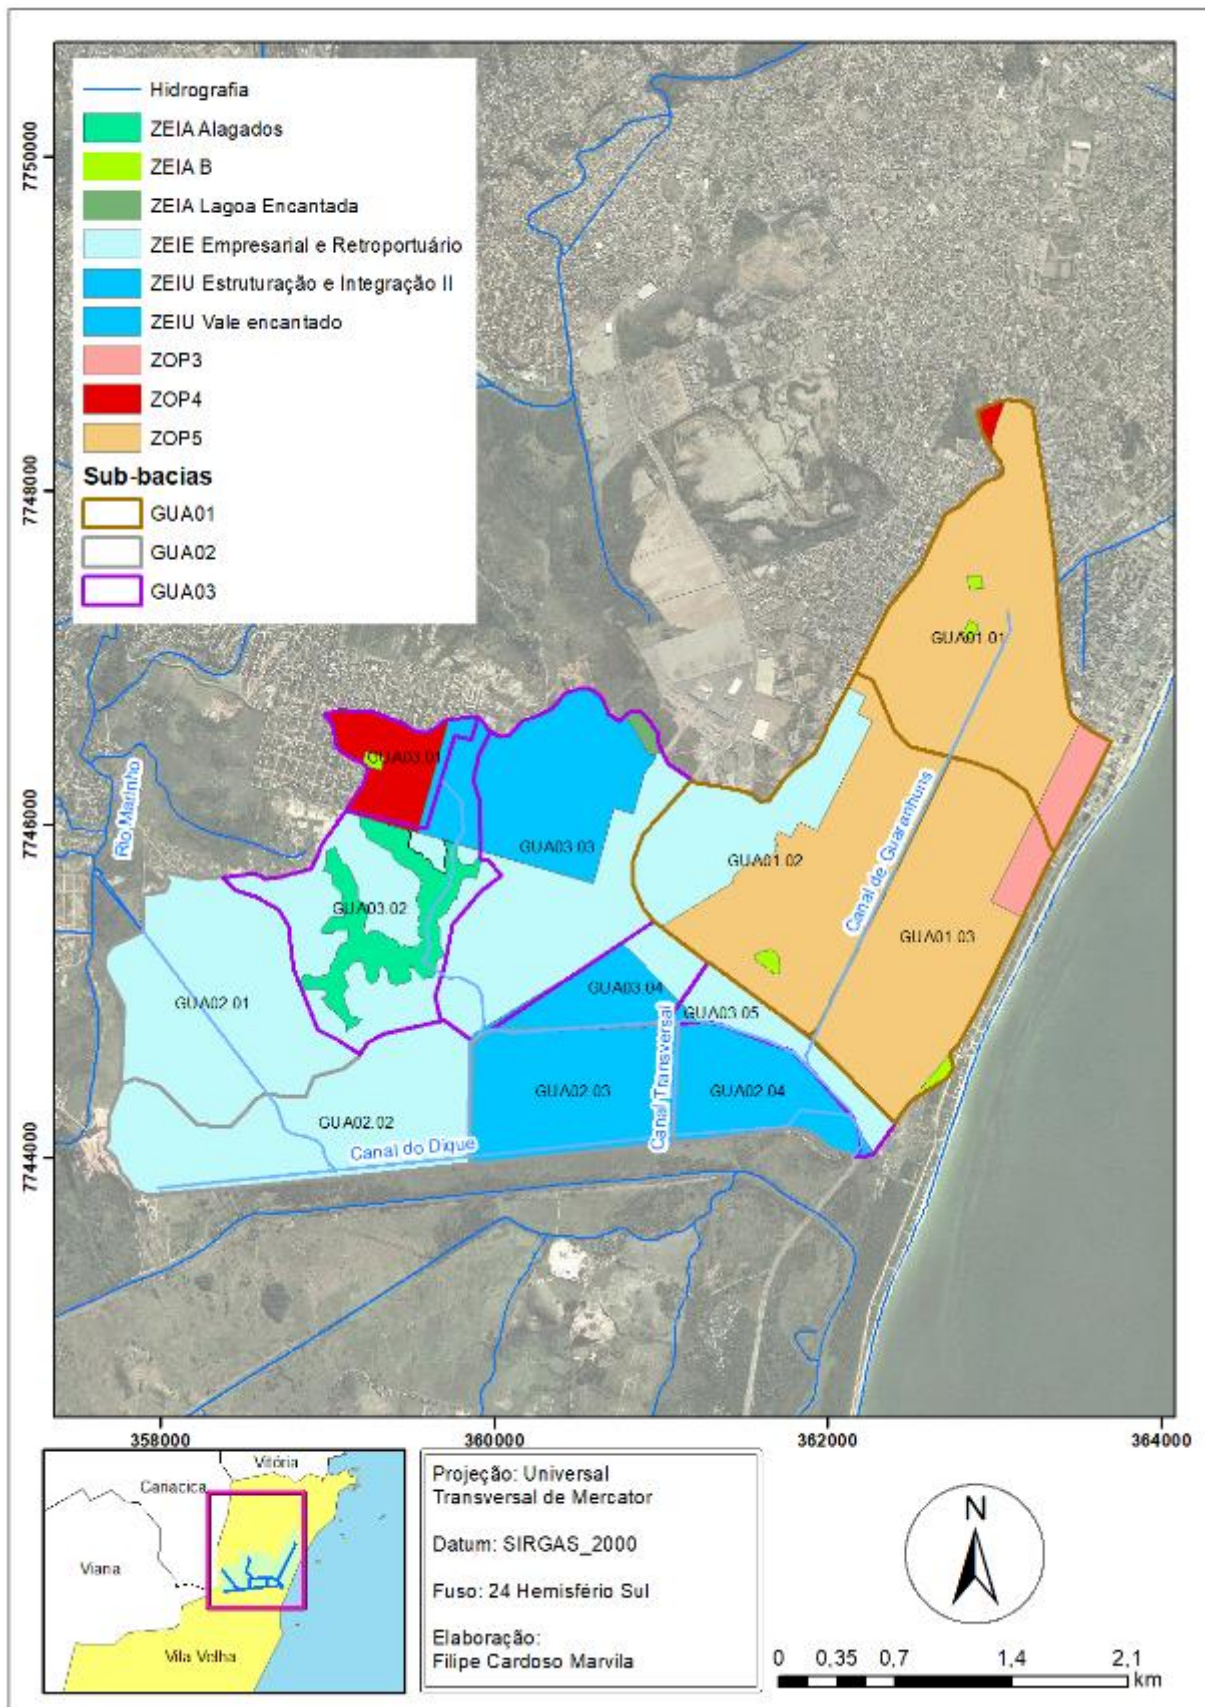 Hidrografia
ZEIA Alagados
ZEIA B
ZEIA Lagoa Encantada
ZEIE Empresarial e Retroportuário
ZEIU Estruturação e Integração II
ZEIU Vale encantado
ZOP3
ZOP4
ZOP5
Sub-bacias
GUA01
GUA02
GUA03
7750000
7748000
7746000
7744000
GUA01.01
GUA03.01
Rio Marinho
GUA03.03
GUA01.02
Canal de Guaranhuns
GUA03.02
GUA01.03
GUA02.01
GUA03.04
GUA03.05
Canal Transversal
GUA02.03
GUA02.04
GUA02.02
Canal do Dique
358000
360000
362000
364000
Vitória
Cariacica
Viana
Vila Velha
Projeção: Universal
Transversal de Mercator
Datum: SIRGAS_2000
Fuso: 24 Hemisfério Sul
Elaboração:
Filipe Cardoso Marvila
N
0 0,35 0,7 1,4 2,1
km